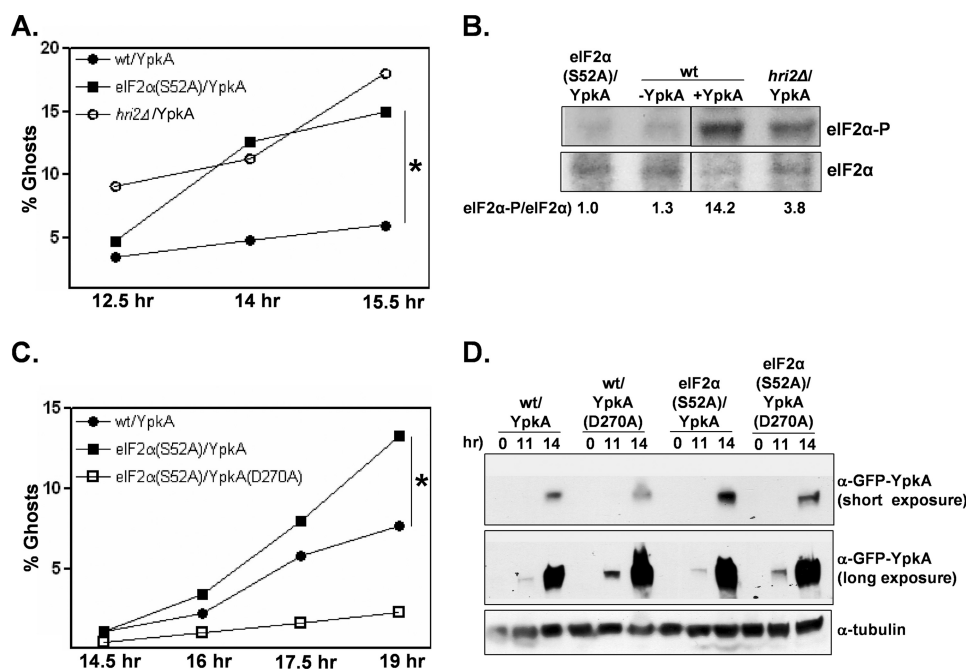 A.
20
15
10
5
% Ghosts
wt/YpkA
eIF2α(S52A)/YpkA
hri2Δ/YpkA
*
12.5 hr 14 hr 15.5 hr
B.
eIF2α
(S52A)/
YpkA
wt
-YpkA +YpkA
hri2Δ/
YpkA
eIF2α-P
eIF2α
eIF2α-P/eIF2α) 1.0 1.3 14.2 3.8
C.
15
10
5
% Ghosts
wt/YpkA
eIF2α(S52A)/YpkA
eIF2α(S52A)/YpkA(D270A)
*
14.5 hr 16 hr 17.5 hr 19 hr
D.
wt/
YpkA
wt/
YpkA
(D270A)
eIF2α
(S52A)/
YpkA
eIF2α
(S52A)/
YpkA
(D270A)
hr) 0 11 14 0 11 14 0 11 14 0 11 14
α-GFP-YpkA
(short exposure)
α-GFP-YpkA
(long exposure)
α-tubulin